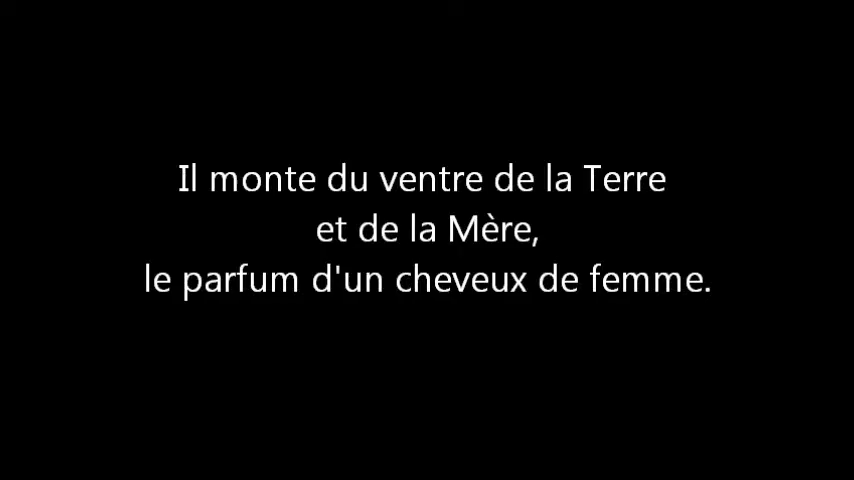 Il monte du ventre de la Terre
et de la Mère,
le parfum d'un cheveux de femme.